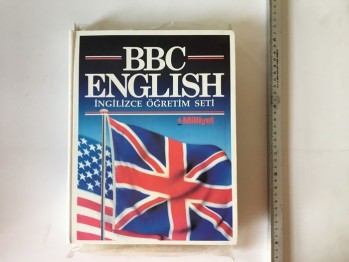 BBC
ENGLISH
İNGİLİZCE ÖĞRETİM SETİ
Milliyet